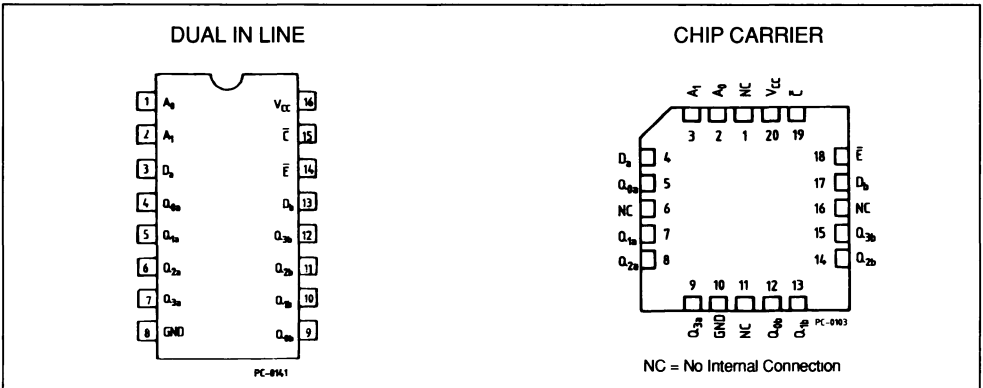 DUAL IN LINE
1 A₀ V_CC 16
2 A₁ C̅ 15
3 Dₐ E̅ 14
4 Q₀ₐ D_b 13
5 Q₁ₐ Q₃b 12
6 Q₂ₐ Q₂b 11
7 Q₃ₐ Q₁b 10
8 GND Q₀b 9
PC-0141
CHIP CARRIER
A₁ A₀ NC V_CC C̅
3 2 1 20 19
Dₐ 4 18 E̅
Q₀ₐ 5 17 D_b
NC 6 16 NC
Q₁ₐ 7 15 Q₃b
Q₂ₐ 8 14 Q₂b
9 10 11 12 13
Q₃ₐ GND NC Q₀b Q₁b
PC-0103
NC = No Internal Connection